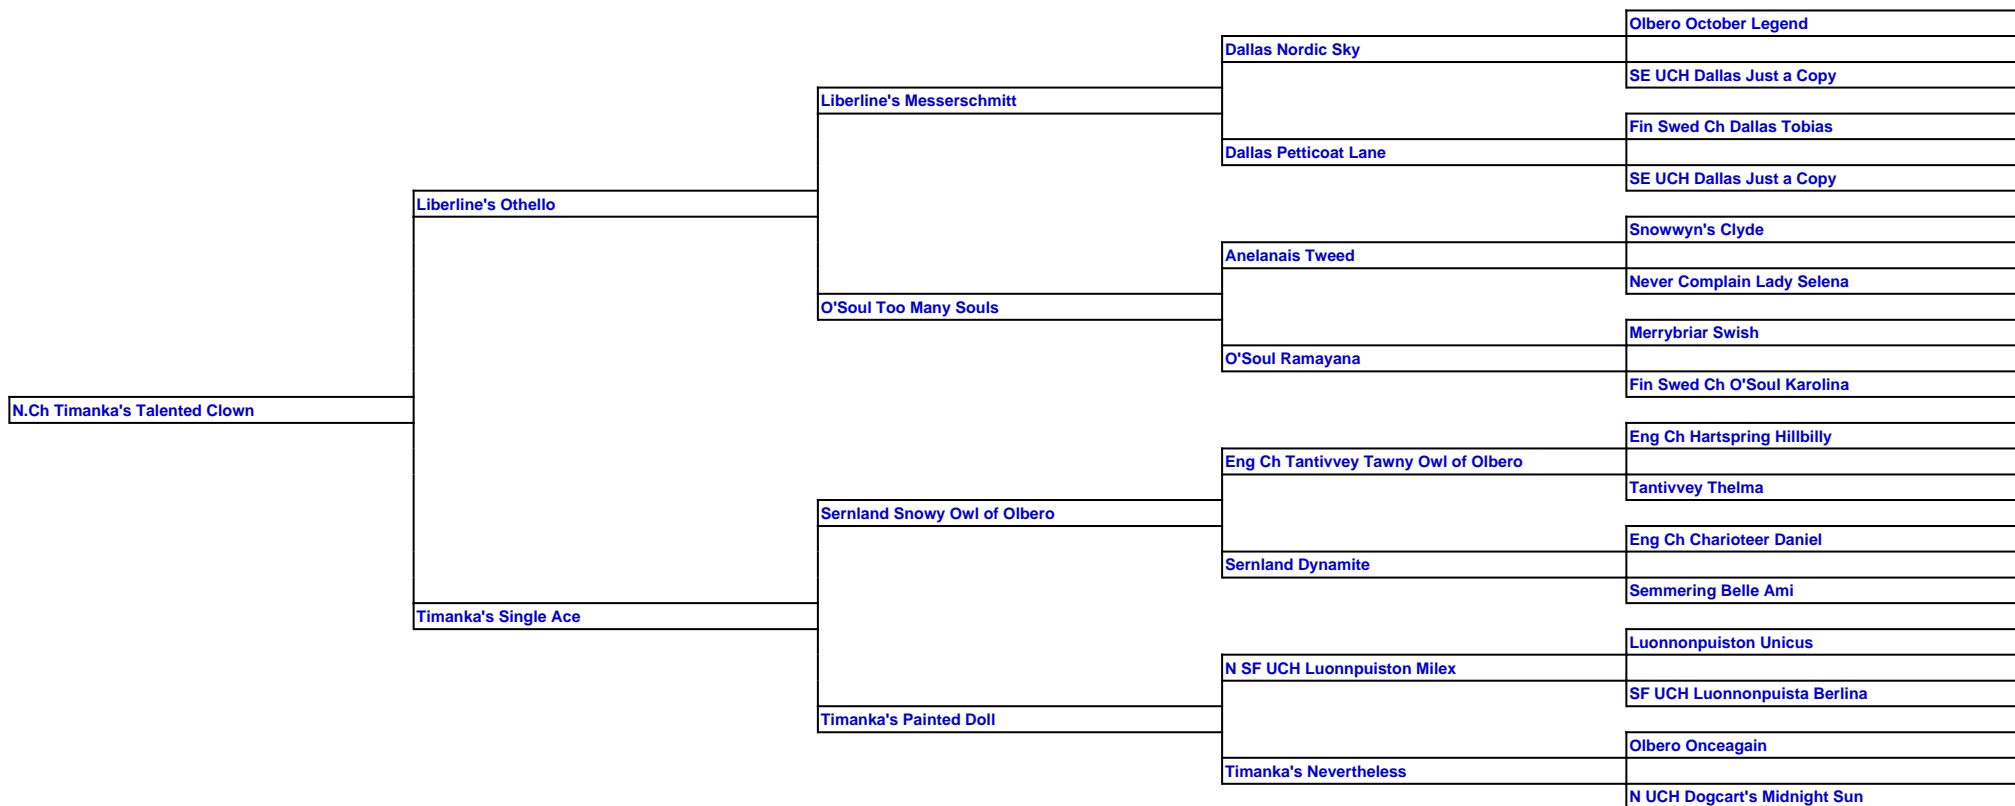 Olbero October Legend
Dallas Nordic Sky
SE UCH Dallas Just a Copy
Liberline's Messerschmitt
Fin Swed Ch Dallas Tobias
Dallas Petticoat Lane
SE UCH Dallas Just a Copy
Liberline's Othello
Snowwyn's Clyde
Anelanais Tweed
Never Complain Lady Selena
O'Soul Too Many Souls
Merrybriar Swish
O'Soul Ramayana
Fin Swed Ch O'Soul Karolina
N.Ch Timanka's Talented Clown
Eng Ch Hartspring Hillbilly
Eng Ch Tantivvey Tawny Owl of Olbero
Tantivvey Thelma
Sernland Snowy Owl of Olbero
Eng Ch Charioteer Daniel
Sernland Dynamite
Semmering Belle Ami
Timanka's Single Ace
Luonnonpuiston Unicus
N SF UCH Luonnpuiston Milex
SF UCH Luonnonpuista Berlina
Timanka's Painted Doll
Olbero Onceagain
Timanka's Nevertheless
N UCH Dogcart's Midnight Sun